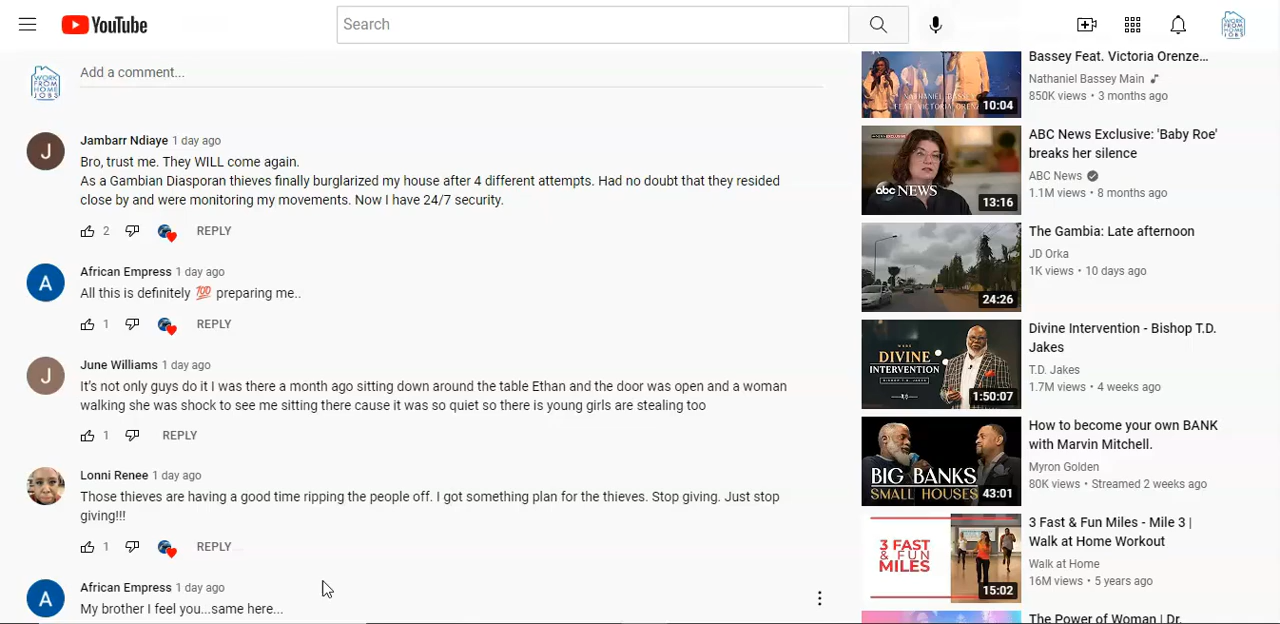 YouTube
Search
WORK FROM HOME JOBS
WORK
FROM
HOME
JOBS
Add a comment...
Jambarr Ndiaye 1 day ago
Bro, trust me. They WILL come again.
As a Gambian Diasporan thieves finally burglarized my house after 4 different attempts. Had no doubt that they resided
close by and were monitoring my movements. Now I have 24/7 security.
J
2 REPLY
African Empress 1 day ago
All this is definitely 💯 preparing me..
A
1 REPLY
June Williams 1 day ago
It's not only guys do it I was there a month ago sitting down around the table Ethan and the door was open and a woman
walking she was shock to see me sitting there cause it was so quiet so there is young girls are stealing too
J
1 REPLY
Lonni Renee 1 day ago
Those thieves are having a good time ripping the people off. I got something plan for the thieves. Stop giving. Just stop
giving!!!
1 REPLY
African Empress 1 day ago
My brother I feel you...same here...
A
Bassey Feat. Victoria Orenze...
Nathaniel Bassey Main
850K views • 3 months ago
10:04
ABC News Exclusive: 'Baby Roe'
breaks her silence
ABC News
1.1M views • 8 months ago
abc NEWS
13:16
The Gambia: Late afternoon
JD Orka
1K views • 10 days ago
24:26
Divine Intervention - Bishop T.D.
Jakes
T.D. Jakes
1.7M views • 4 weeks ago
DIVINE
INTERVENTION
1:50:07
How to become your own BANK
with Marvin Mitchell.
Myron Golden
80K views • Streamed 2 weeks ago
BIG BANKS
SMALL HOUSES
43:01
3 Fast & Fun Miles - Mile 3 |
Walk at Home Workout
Walk at Home
16M views • 5 years ago
3 FAST
& FUN
MILES
15:02
The Power of Woman | Dr.